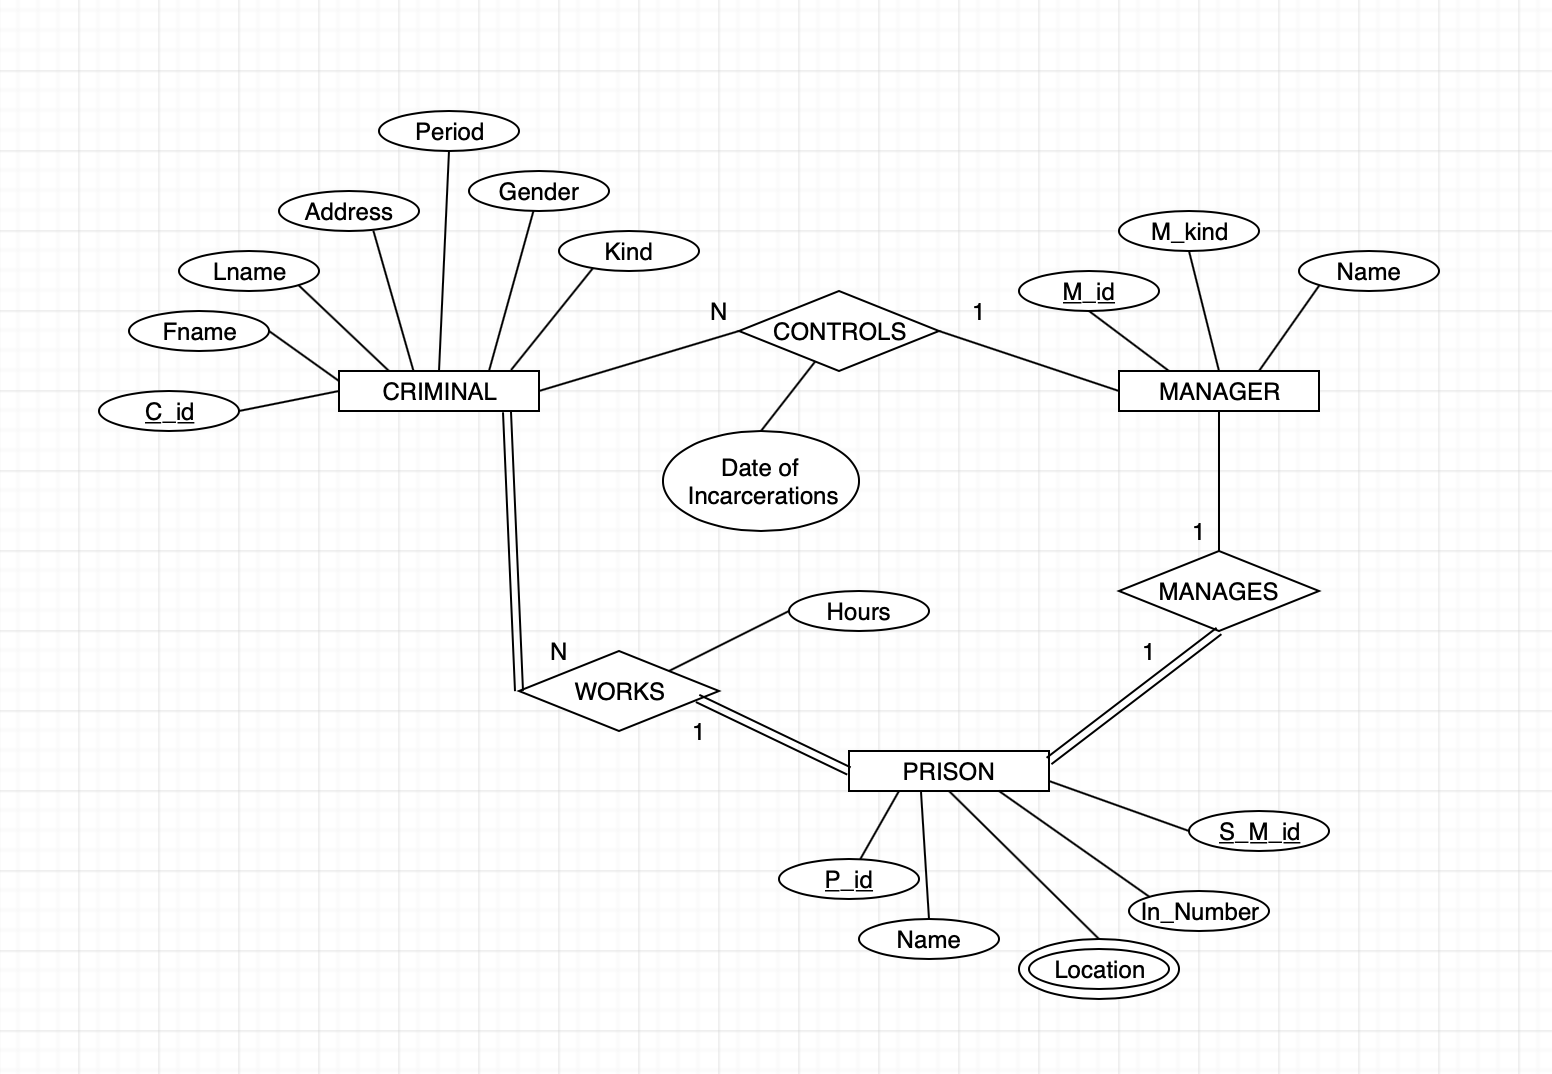 Period
Gender
Address
Kind
Lname
Fname
C_id
CRIMINAL
N
CONTROLS
1
Date of
Incarcerations
M_kind
M_id
Name
MANAGER
1
MANAGES
1
Hours
N
WORKS
1
PRISON
S_M_id
P_id
In_Number
Name
Location